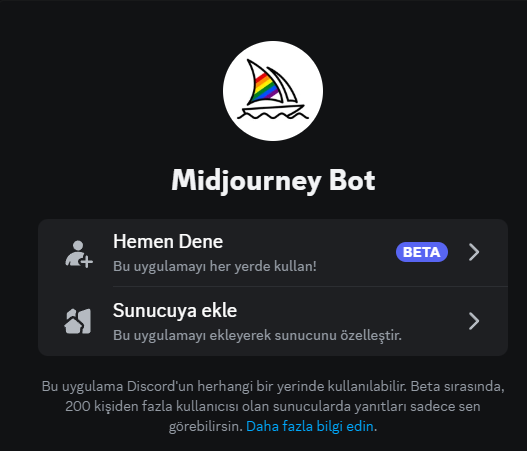 Midjourney Bot
Hemen Dene
BETA
Bu uygulamayı her yerde kullan!
Sunucuya ekle
Bu uygulamayı ekleyerek sunucunu özelleştir.
Bu uygulama Discord'un herhangi bir yerinde kullanılabilir. Beta sırasında,
200 kişiden fazla kullanıcısı olan sunucularda yanıtları sadece sen
görebilirsin. Daha fazla bilgi edin.